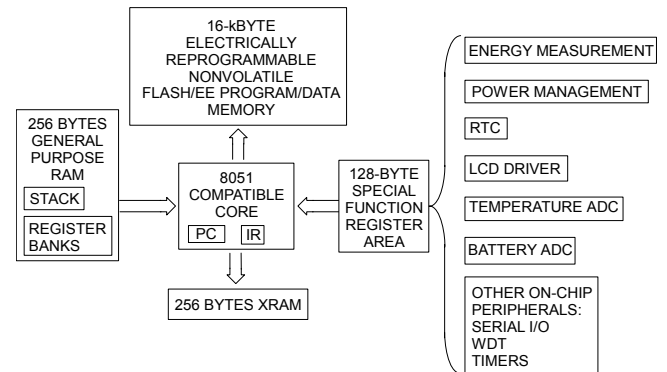 16-kBYTE
ELECTRICALLY
REPROGRAMMABLE
NONVOLATILE
FLASH/EE PROGRAM/DATA
MEMORY
256 BYTES
GENERAL
PURPOSE
RAM
STACK
REGISTER
BANKS
8051
COMPATIBLE
CORE
PC
IR
256 BYTES XRAM
128-BYTE
SPECIAL
FUNCTION
REGISTER
AREA
ENERGY MEASUREMENT
POWER MANAGEMENT
RTC
LCD DRIVER
TEMPERATURE ADC
BATTERY ADC
OTHER ON-CHIP
PERIPHERALS:
SERIAL I/O
WDT
TIMERS